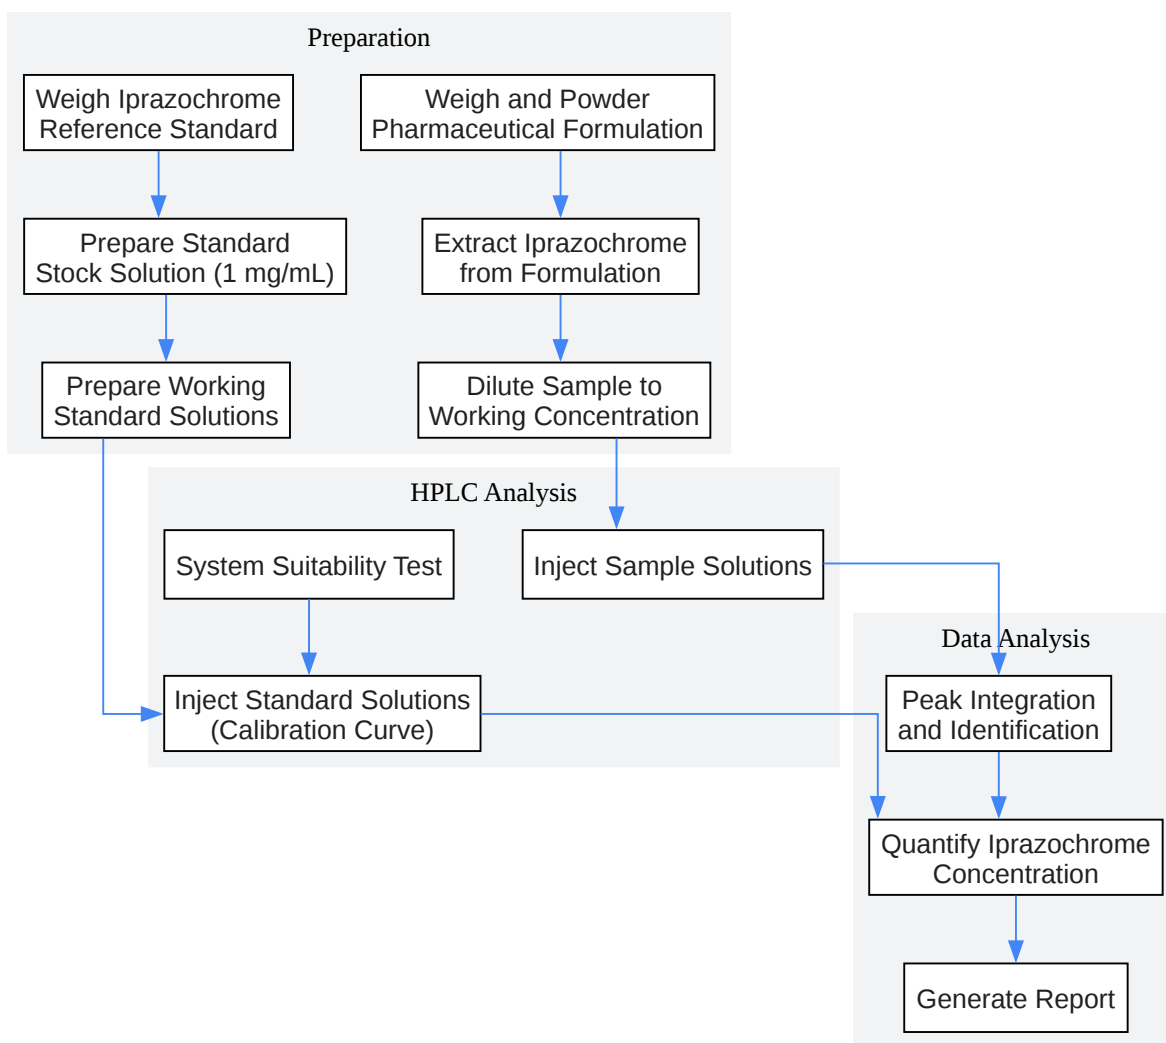 Preparation
Weigh Iprazochrome
Reference Standard
Weigh and Powder
Pharmaceutical Formulation
Prepare Standard
Stock Solution (1 mg/mL)
Extract Iprazochrome
from Formulation
Prepare Working
Standard Solutions
Dilute Sample to
Working Concentration
HPLC Analysis
System Suitability Test
Inject Sample Solutions
Inject Standard Solutions
(Calibration Curve)
Data Analysis
Peak Integration
and Identification
Quantify Iprazochrome
Concentration
Generate Report